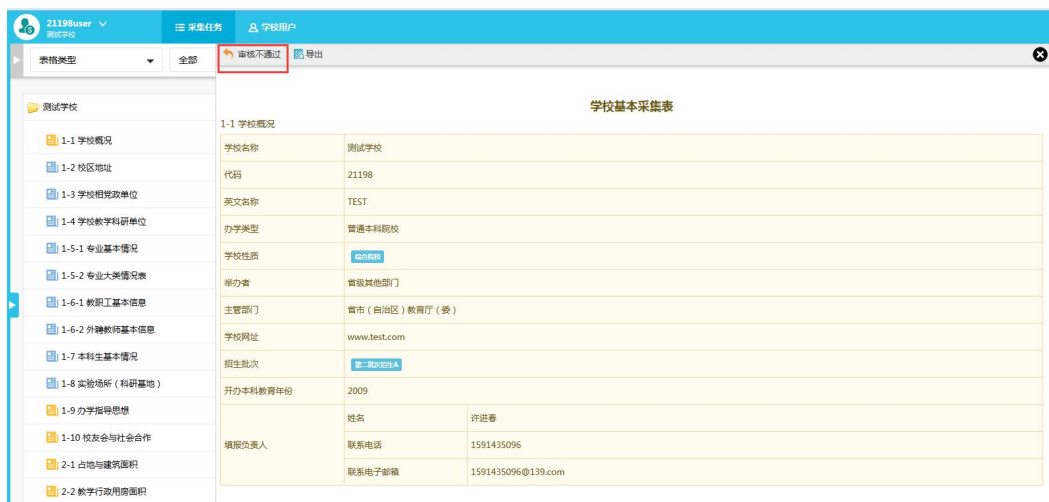 21198user
测试学校
采集任务
学校用户
表格类型
全部
审核不通过
导出
测试学校
1-1 学校概况
1-2 校区地址
1-3 学校相党政单位
1-4 学校教学科研单位
1-5-1 专业基本情况
1-5-2 专业大类情况表
1-6-1 教职工基本信息
1-6-2 外聘教师基本信息
1-7 本科生基本情况
1-8 实验场所（科研基地）
1-9 办学指导思想
1-10 校友会与社会合作
2-1 占地与建筑面积
2-2 教学行政用房面积
学校基本采集表
1-1 学校概况
学校名称 测试学校
代码 21198
英文名称 TEST
办学类型 普通本科院校
学校性质 综合院校
举办者 省级其他部门
主管部门 省市（自治区）教育厅（委）
学校网址 www.test.com
招生批次 第二批次招生A
开办本科教育年份 2009
填报负责人
姓名 许进春
联系电话 1591435096
联系电子邮箱 1591435096@139.com